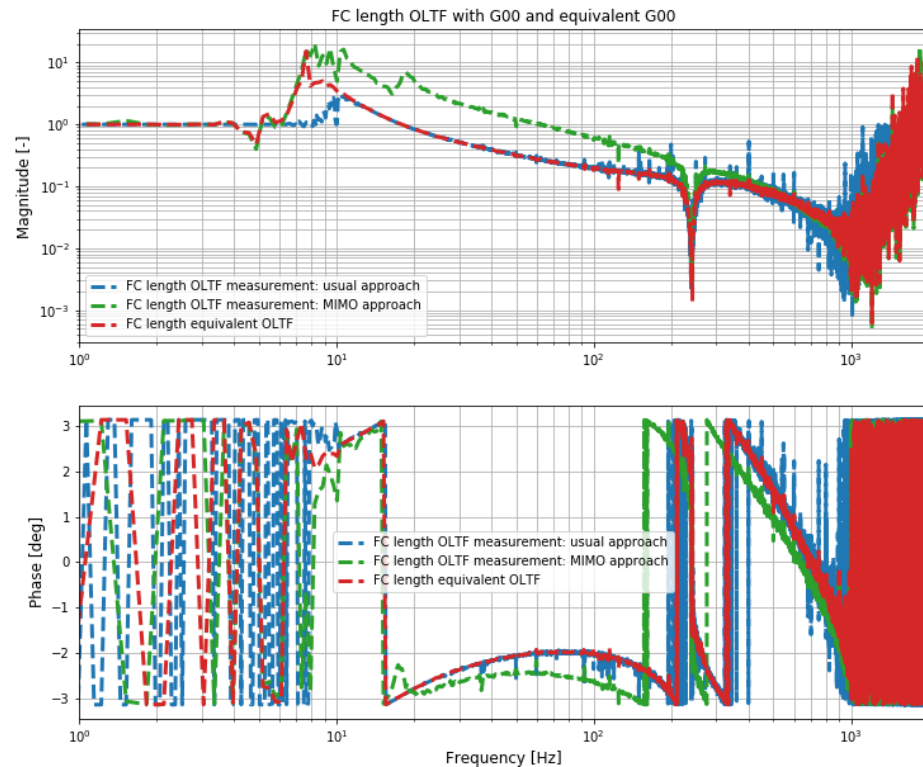 FC length OLTF with G00 and equivalent G00
Magnitude [-]
10¹
10⁰
10⁻¹
10⁻²
10⁻³
FC length OLTF measurement: usual approach
FC length OLTF measurement: MIMO approach
FC length equivalent OLTF
10⁰
10¹
10²
10³
Phase [deg]
3
2
1
0
−1
−2
−3
FC length OLTF measurement: usual approach
FC length OLTF measurement: MIMO approach
FC length equivalent OLTF
10⁰
10¹
10²
10³
Frequency [Hz]